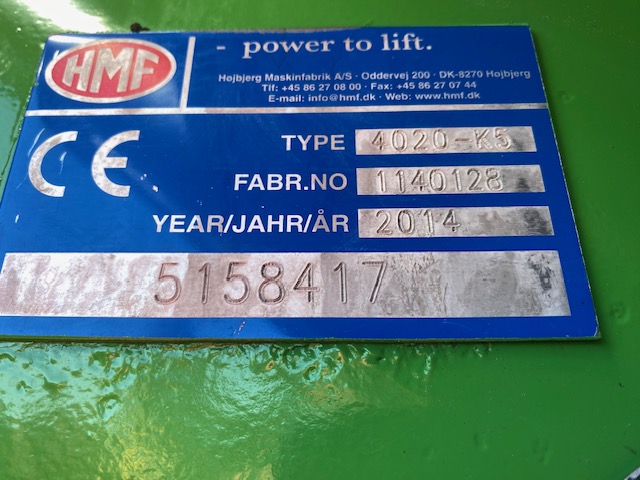 HMF
- power to lift.
Højbjerg Maskinfabrik A/S · Oddervej 200 · DK-8270 Højbjerg
Tlf: +45 86 27 08 00 · Fax: +45 86 27 07 44
E-mail: info@hmf.dk · Web: www.hmf.dk
CE
TYPE 4020-K5
FABR.NO 1140128
YEAR/JAHR/ÅR 2014
5158417